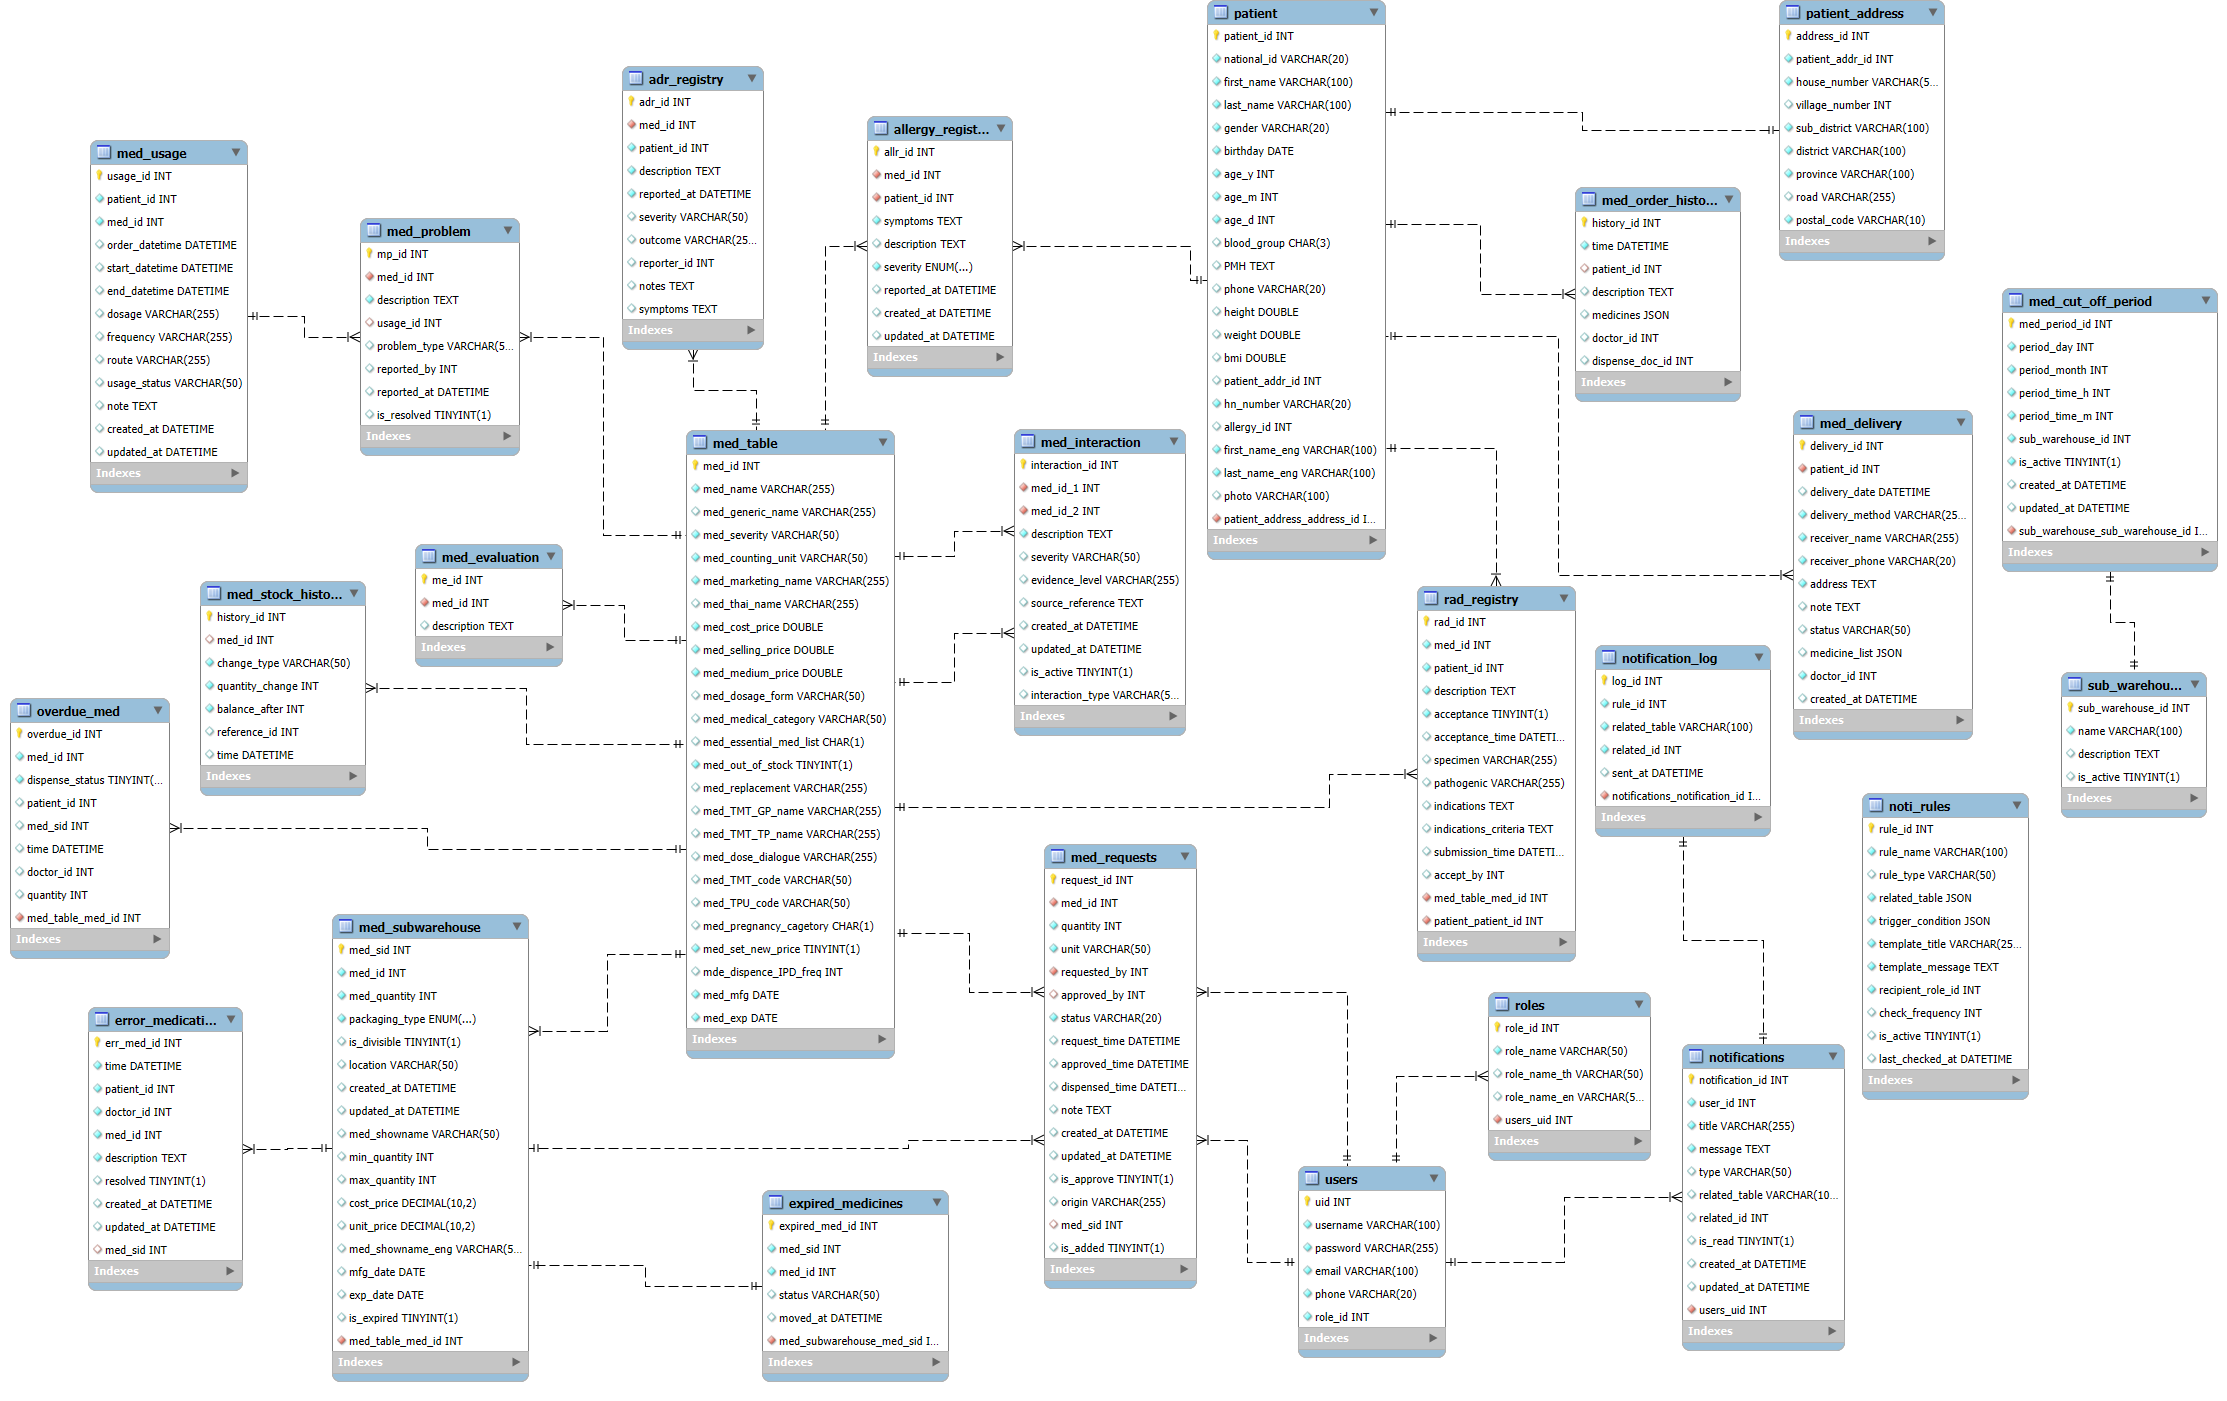 med_usage
usage_id INT
patient_id INT
med_id INT
order_datetime DATETIME
start_datetime DATETIME
end_datetime DATETIME
dosage VARCHAR(255)
frequency VARCHAR(255)
route VARCHAR(255)
usage_status VARCHAR(50)
note TEXT
created_at DATETIME
updated_at DATETIME
Indexes
med_problem
mp_id INT
med_id INT
description TEXT
usage_id INT
problem_type VARCHAR(5...
reported_by INT
reported_at DATETIME
is_resolved TINYINT(1)
Indexes
adr_registry
adr_id INT
med_id INT
patient_id INT
description TEXT
reported_at DATETIME
severity VARCHAR(50)
outcome VARCHAR(25...
reporter_id INT
notes TEXT
symptoms TEXT
Indexes
allergy_regist...
allr_id INT
med_id INT
patient_id INT
symptoms TEXT
description TEXT
severity ENUM(...)
reported_at DATETIME
created_at DATETIME
updated_at DATETIME
Indexes
patient
patient_id INT
national_id VARCHAR(20)
first_name VARCHAR(100)
last_name VARCHAR(100)
gender VARCHAR(20)
birthday DATE
age_y INT
age_m INT
age_d INT
blood_group CHAR(3)
PMH TEXT
phone VARCHAR(20)
height DOUBLE
weight DOUBLE
bmi DOUBLE
patient_addr_id INT
hn_number VARCHAR(20)
allergy_id INT
first_name_eng VARCHAR(100)
last_name_eng VARCHAR(100)
photo VARCHAR(100)
patient_address_address_id I...
Indexes
patient_address
address_id INT
patient_addr_id INT
house_number VARCHAR(5...
village_number INT
sub_district VARCHAR(100)
district VARCHAR(100)
province VARCHAR(100)
road VARCHAR(255)
postal_code VARCHAR(10)
Indexes
med_order_histo...
history_id INT
time DATETIME
patient_id INT
description TEXT
medicines JSON
doctor_id INT
dispense_doc_id INT
Indexes
med_cut_off_period
med_period_id INT
period_day INT
period_month INT
period_time_h INT
period_time_m INT
sub_warehouse_id INT
is_active TINYINT(1)
created_at DATETIME
updated_at DATETIME
sub_warehouse_sub_warehouse_id I...
Indexes
med_delivery
delivery_id INT
patient_id INT
delivery_date DATETIME
delivery_method VARCHAR(25...
receiver_name VARCHAR(255)
receiver_phone VARCHAR(20)
address TEXT
note TEXT
status VARCHAR(50)
medicine_list JSON
doctor_id INT
created_at DATETIME
Indexes
med_table
med_id INT
med_name VARCHAR(255)
med_generic_name VARCHAR(255)
med_severity VARCHAR(50)
med_counting_unit VARCHAR(50)
med_marketing_name VARCHAR(255)
med_thai_name VARCHAR(255)
med_cost_price DOUBLE
med_selling_price DOUBLE
med_medium_price DOUBLE
med_dosage_form VARCHAR(50)
med_medical_category VARCHAR(50)
med_essential_med_list CHAR(1)
med_out_of_stock TINYINT(1)
med_replacement VARCHAR(255)
med_TMT_GP_name VARCHAR(255)
med_TMT_TP_name VARCHAR(255)
med_dose_dialogue VARCHAR(255)
med_TMT_code VARCHAR(50)
med_TPU_code VARCHAR(50)
med_pregnancy_cagetory CHAR(1)
med_set_new_price TINYINT(1)
mde_dispence_IPD_freq INT
med_mfg DATE
med_exp DATE
Indexes
med_interaction
interaction_id INT
med_id_1 INT
med_id_2 INT
description TEXT
severity VARCHAR(50)
evidence_level VARCHAR(255)
source_reference TEXT
created_at DATETIME
updated_at DATETIME
is_active TINYINT(1)
interaction_type VARCHAR(5...
Indexes
med_evaluation
me_id INT
med_id INT
description TEXT
Indexes
med_stock_histo...
history_id INT
med_id INT
change_type VARCHAR(50)
quantity_change INT
balance_after INT
reference_id INT
time DATETIME
Indexes
overdue_med
overdue_id INT
med_id INT
dispense_status TINYINT(...
patient_id INT
med_sid INT
time DATETIME
doctor_id INT
quantity INT
med_table_med_id INT
Indexes
rad_registry
rad_id INT
med_id INT
patient_id INT
description TEXT
acceptance TINYINT(1)
acceptance_time DATETI...
specimen VARCHAR(255)
pathogenic VARCHAR(255)
indications TEXT
indications_criteria TEXT
submission_time DATETI...
accept_by INT
med_table_med_id INT
patient_patient_id INT
Indexes
notification_log
log_id INT
rule_id INT
related_table VARCHAR(100)
related_id INT
sent_at DATETIME
notifications_notification_id I...
Indexes
sub_warehou...
sub_warehouse_id INT
name VARCHAR(100)
description TEXT
is_active TINYINT(1)
Indexes
noti_rules
rule_id INT
rule_name VARCHAR(100)
rule_type VARCHAR(50)
related_table JSON
trigger_condition JSON
template_title VARCHAR(25...
template_message TEXT
recipient_role_id INT
check_frequency INT
is_active TINYINT(1)
last_checked_at DATETIME
Indexes
med_requests
request_id INT
med_id INT
quantity INT
unit VARCHAR(50)
requested_by INT
approved_by INT
status VARCHAR(20)
request_time DATETIME
approved_time DATETIME
dispensed_time DATETI...
note TEXT
created_at DATETIME
updated_at DATETIME
is_approve TINYINT(1)
origin VARCHAR(255)
med_sid INT
is_added TINYINT(1)
Indexes
med_subwarehouse
med_sid INT
med_id INT
med_quantity INT
packaging_type ENUM(...)
is_divisible TINYINT(1)
location VARCHAR(50)
created_at DATETIME
updated_at DATETIME
med_showname VARCHAR(50)
min_quantity INT
max_quantity INT
cost_price DECIMAL(10,2)
unit_price DECIMAL(10,2)
med_showname_eng VARCHAR(5...
mfg_date DATE
exp_date DATE
is_expired TINYINT(1)
med_table_med_id INT
Indexes
error_medicati...
err_med_id INT
time DATETIME
patient_id INT
doctor_id INT
med_id INT
description TEXT
resolved TINYINT(1)
created_at DATETIME
updated_at DATETIME
med_sid INT
Indexes
roles
role_id INT
role_name VARCHAR(50)
role_name_th VARCHAR(50)
role_name_en VARCHAR(5...
users_uid INT
Indexes
notifications
notification_id INT
user_id INT
title VARCHAR(255)
message TEXT
type VARCHAR(50)
related_table VARCHAR(10...
related_id INT
is_read TINYINT(1)
created_at DATETIME
updated_at DATETIME
users_uid INT
Indexes
users
uid INT
username VARCHAR(100)
password VARCHAR(255)
email VARCHAR(100)
phone VARCHAR(20)
role_id INT
Indexes
expired_medicines
expired_med_id INT
med_sid INT
med_id INT
status VARCHAR(50)
moved_at DATETIME
med_subwarehouse_med_sid I...
Indexes